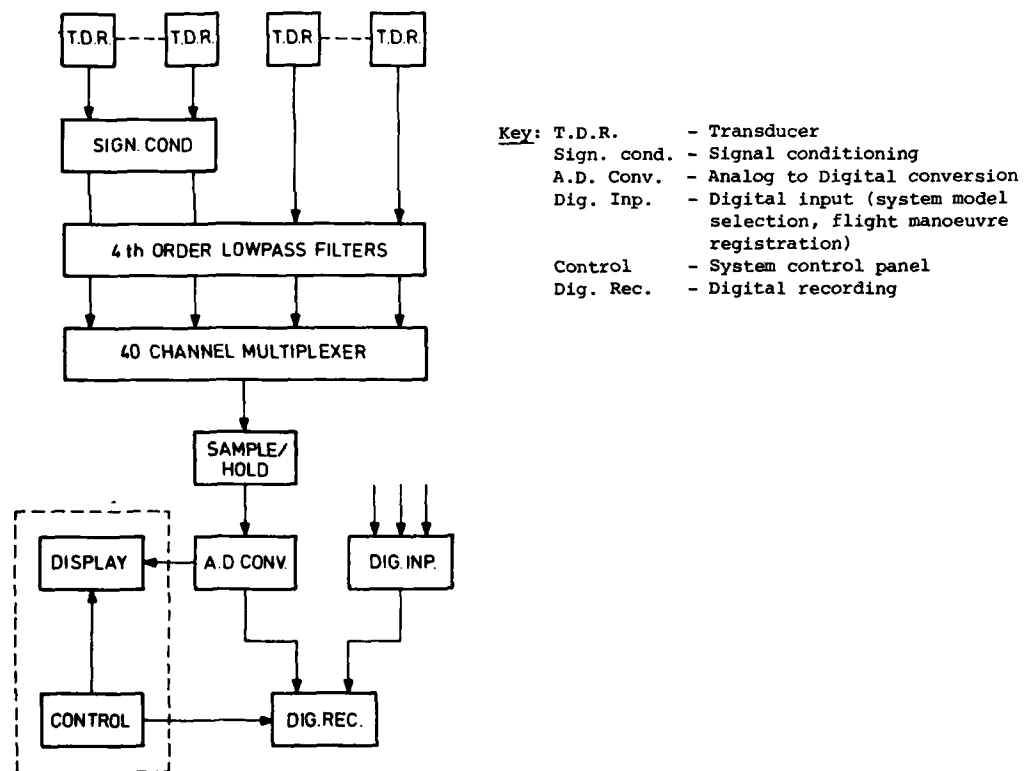 T.D.R. T.D.R. T.D.R T.D.R.
SIGN. COND
4th ORDER LOWPASS FILTERS
40 CHANNEL MULTIPLEXER
SAMPLE/
HOLD
DISPLAY
A.D CONV.
DIG. INP.
CONTROL
DIG. REC.
Key: T.D.R. - Transducer
Sign. cond. - Signal conditioning
A.D. Conv. - Analog to Digital conversion
Dig. Inp. - Digital input (system model
selection, flight manoeuvre
registration)
Control - System control panel
Dig. Rec. - Digital recording